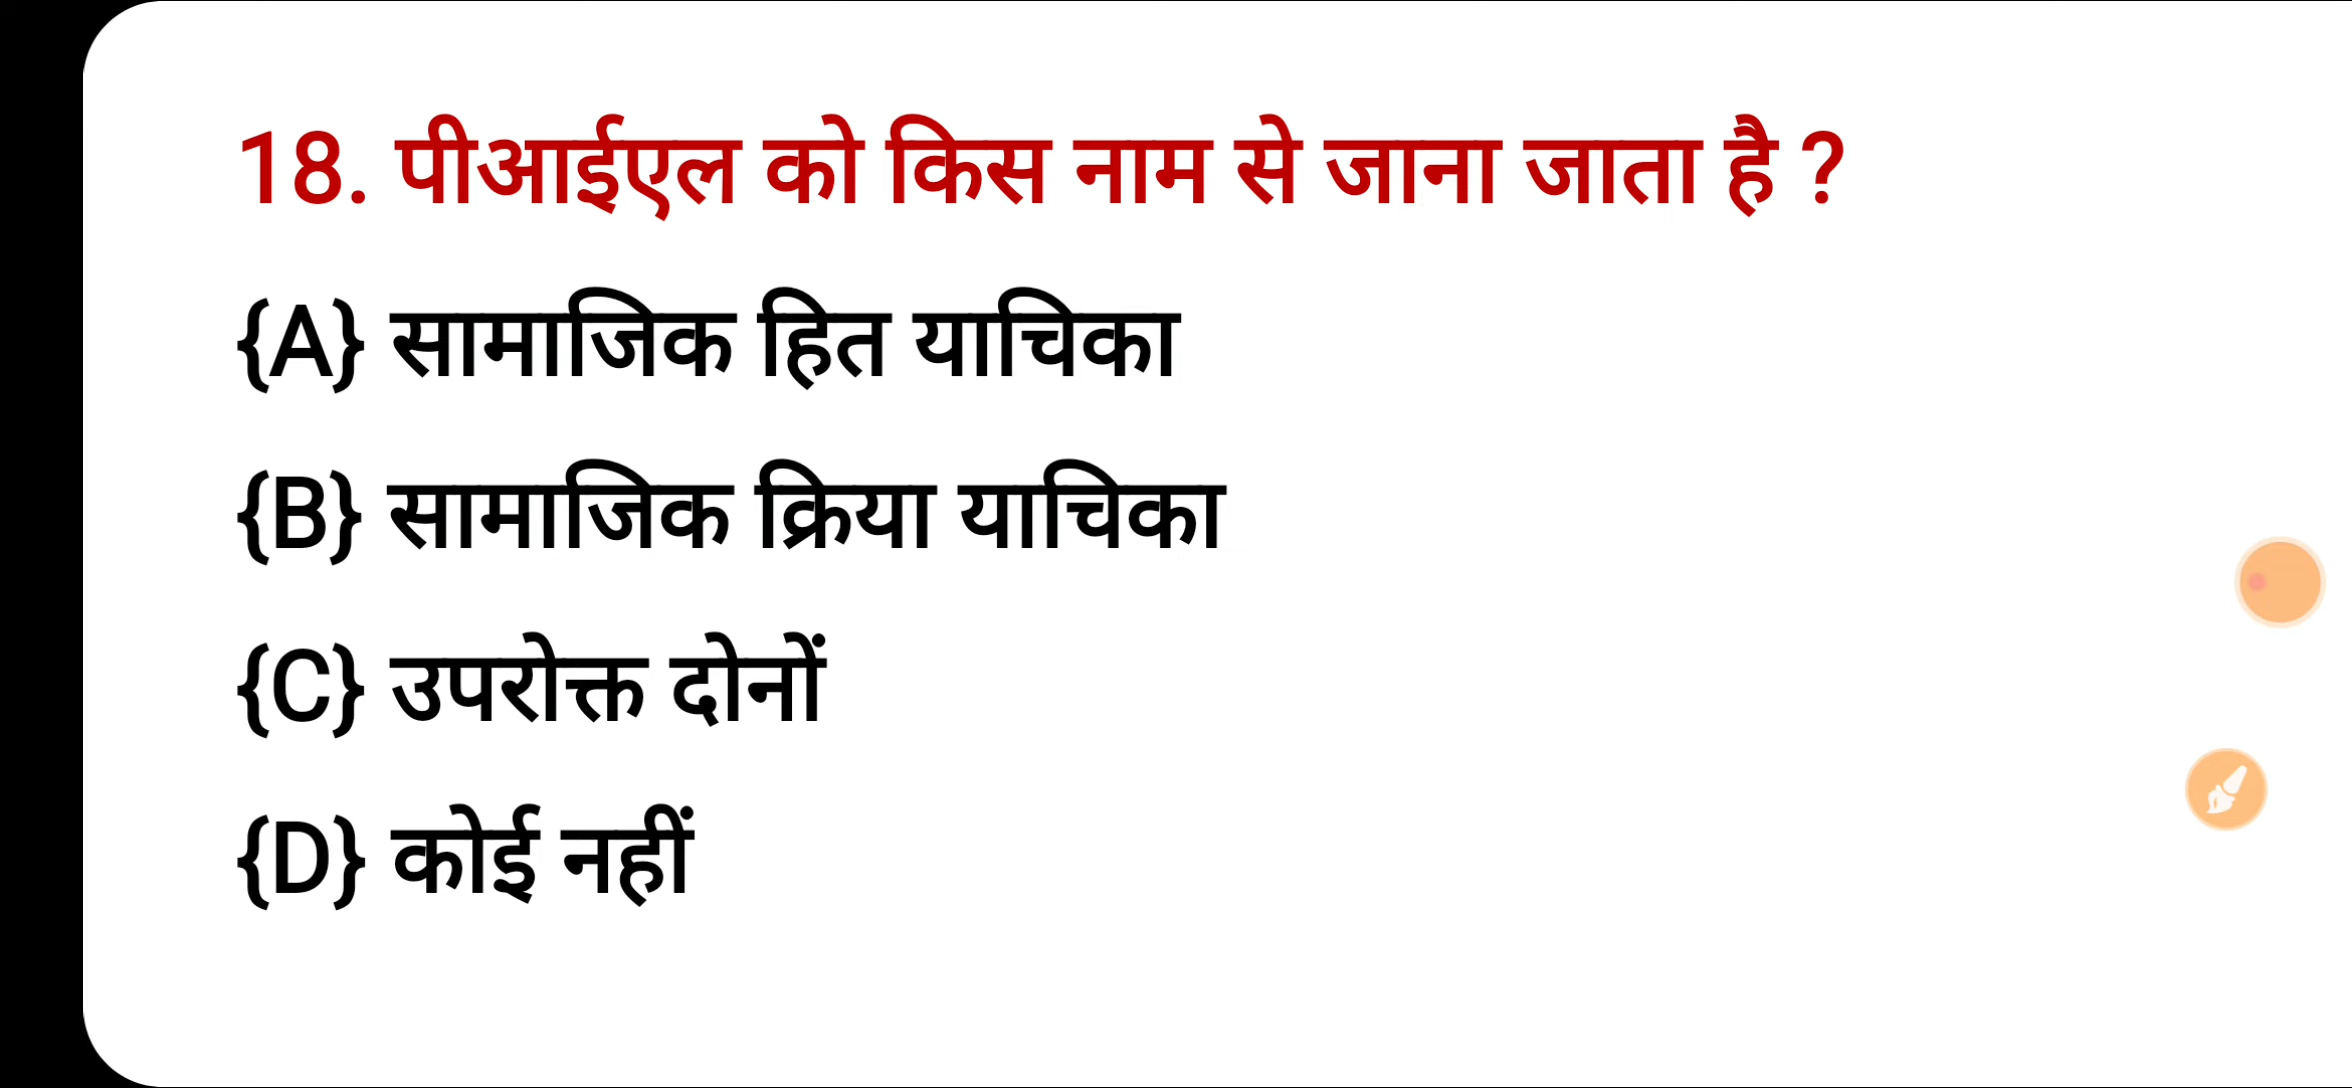 18. पीआईएल को किस नाम से जाना जाता है ?
{A} सामाजिक हित याचिका
{B} सामाजिक क्रिया याचिका
{C} उपरोक्त दोनों
{D} कोई नहीं